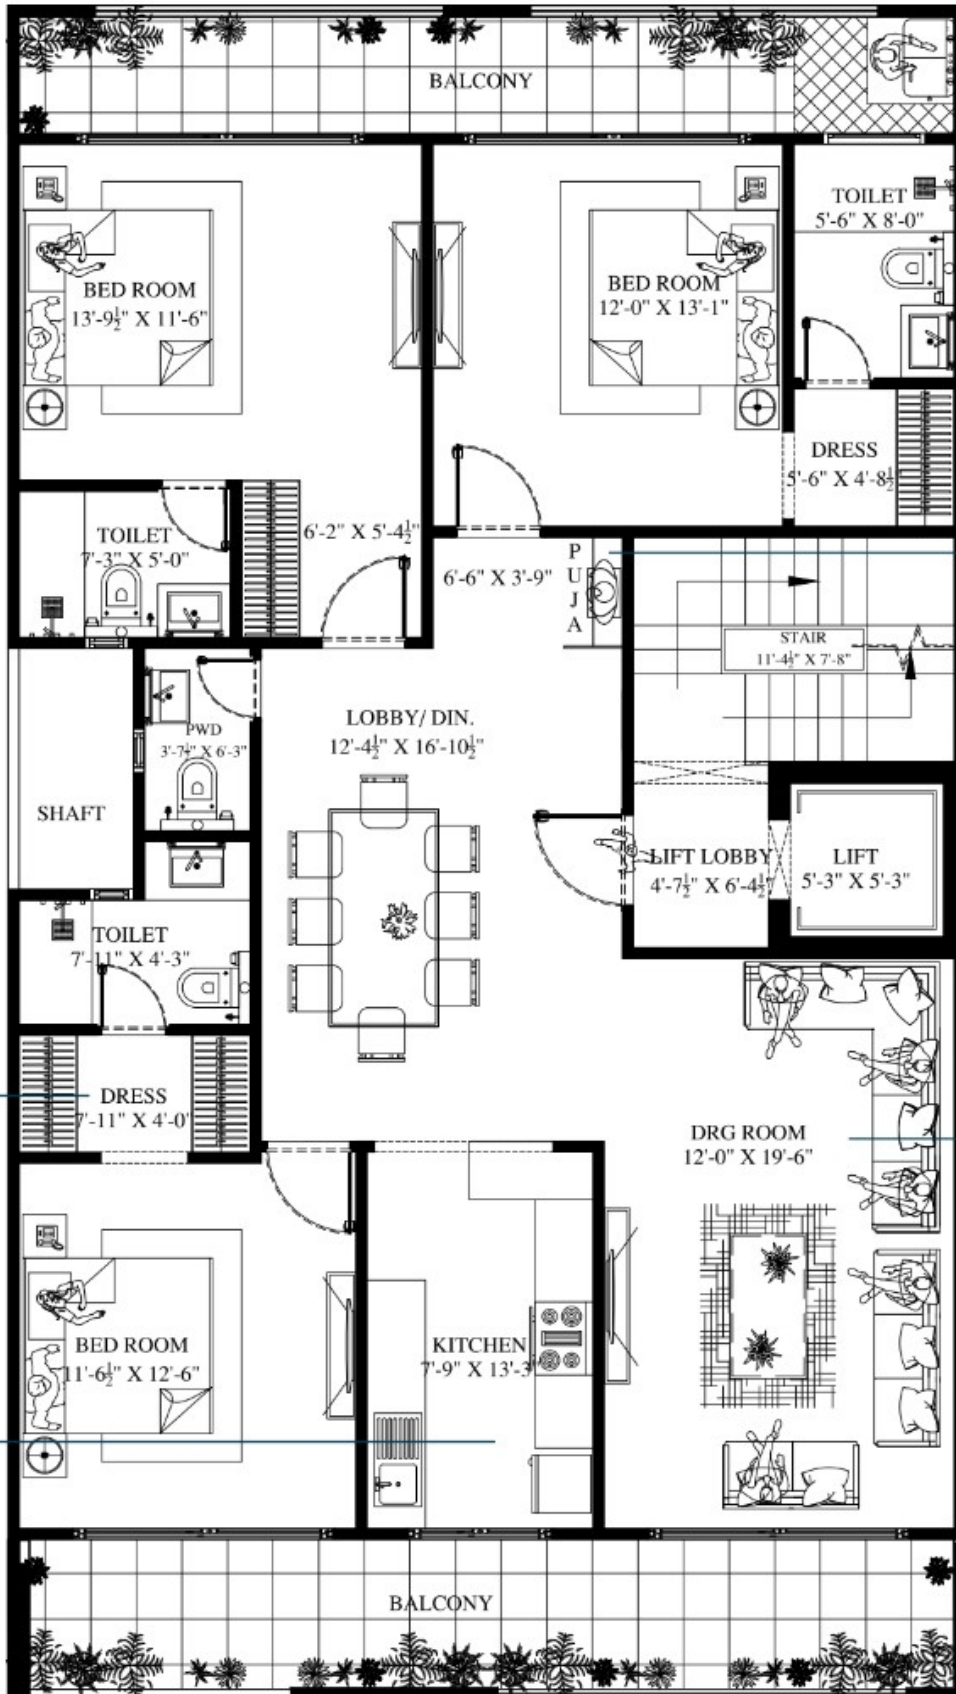 BALCONY
TOILET
5'-6" X 8'-0"
BED ROOM
13'-9½" X 11'-6"
BED ROOM
12'-0" X 13'-1"
DRESS
5'-6" X 4'-8½"
TOILET
7'-3" X 5'-0"
6'-2" X 5'-4½"
6'-6" X 3'-9"
P
U
J
A
STAIR
11'-4½" X 7'-8"
LOBBY/ DIN.
12'-4½" X 16'-10½"
PWD
3'-7½" X 6'-3"
SHAFT
LIFT LOBBY
4'-7½" X 6'-4½"
LIFT
5'-3" X 5'-3"
TOILET
7'-11" X 4'-3"
DRESS
7'-11" X 4'-0"
DRG ROOM
12'-0" X 19'-6"
BED ROOM
11'-6½" X 12'-6"
KITCHEN
7'-9" X 13'-3"
BALCONY